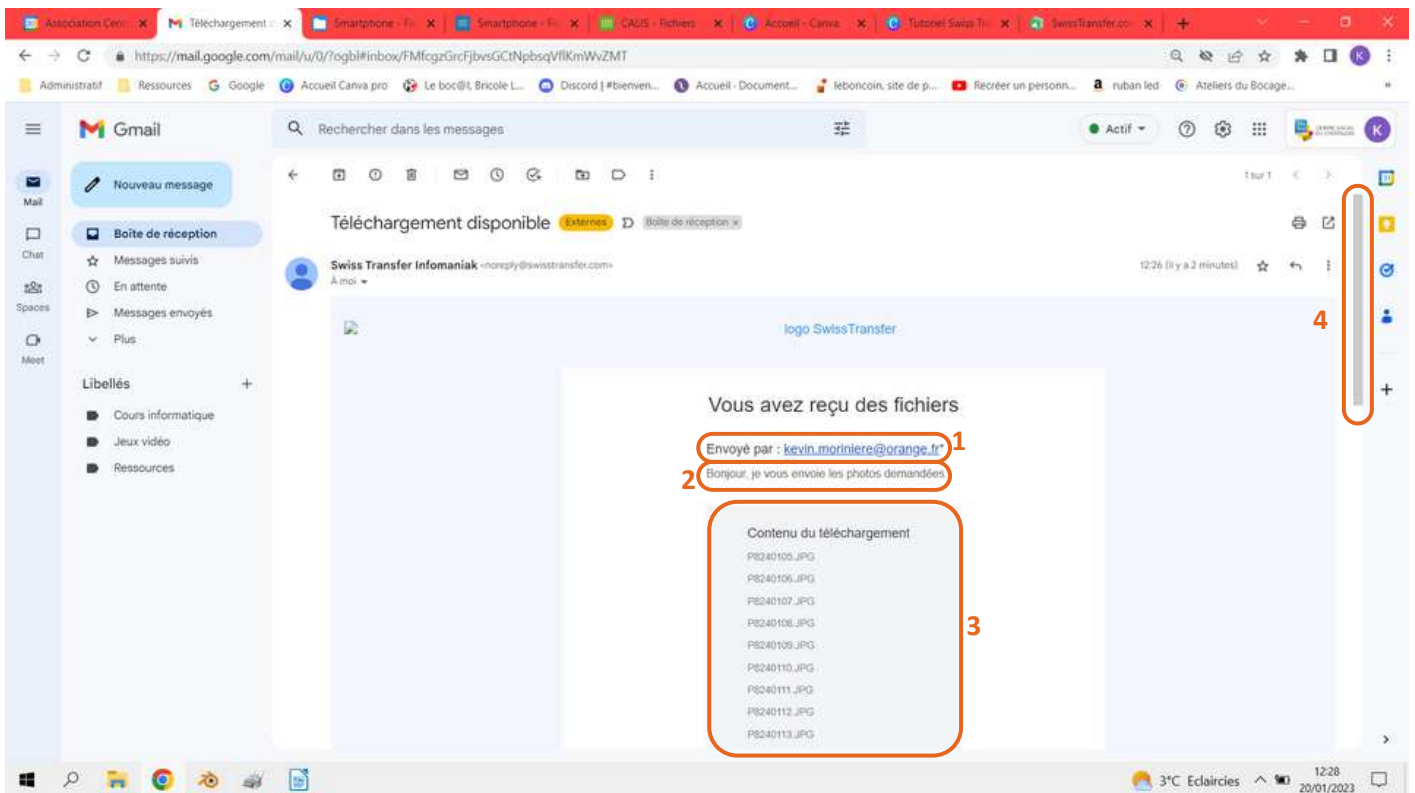 Association Centr
Téléchargement
Smartphone - Fi
Smartphone - Fi
CASIS - Fichiers
Accueil - Canva
Tutoriel Swiss Tr
SwissTransfer.co
https://mail.google.com/mail/u/0/?ogbl#inbox/FMfcgzGrcFjbvsGCtNpbsqVflKmWvZMT
K
Administratif Ressources Google Accueil Canva pro Le boc@l, Bricole L... Discord | #bienven... Accueil - Document... leboncoin, site de p... Recréer un personn... ruban led Ateliers du Bocage...
Gmail
Rechercher dans les messages
Actif
K
Nouveau message
1 sur 1
Mail
Téléchargement disponible Externes Boîte de réception x
Boîte de réception
Chat
Messages suivis
Swiss Transfer Infomaniak <noreply@swisstransfer.com>
12:26 (il y a 2 minutes)
À moi
En attente
Spaces
Messages envoyés
4
logo SwissTransfer
Plus
Meet
Libellés +
Vous avez reçu des fichiers
Cours informatique
Jeux vidéo
Envoyé par : kevin.moriniere@orange.fr* 1
Ressources
2 Bonjour, je vous envoie les photos demandées
Contenu du téléchargement
P8240105.JPG
P8240106.JPG
P8240107.JPG
P8240108.JPG
3
P8240109.JPG
P8240110.JPG
P8240111.JPG
P8240112.JPG
P8240113.JPG
3°C Eclaircies
12:28
20/01/2023